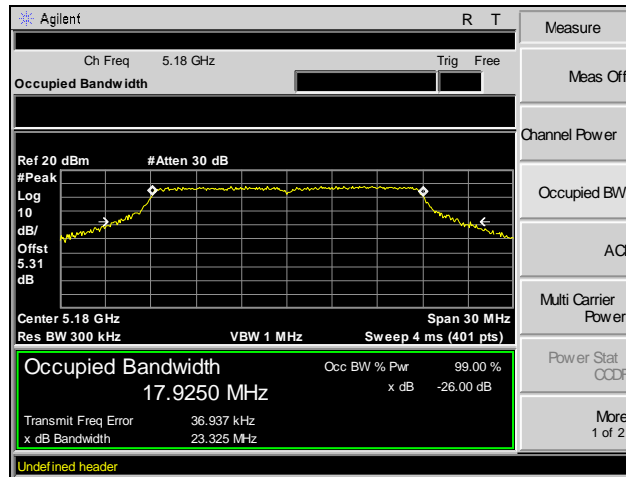 Agilent
R T
Ch Freq 5.18 GHz Trig Free
Occupied Bandwidth
Ref 20 dBm #Atten 30 dB
#Peak
Log
10
dB/
Offst
5.31
dB
Center 5.18 GHz Span 30 MHz
Res BW 300 kHz VBW 1 MHz Sweep 4 ms (401 pts)
Occupied Bandwidth
17.9250 MHz
Occ BW % Pwr 99.00 %
x dB -26.00 dB
Transmit Freq Error 36.937 kHz
x dB Bandwidth 23.325 MHz
Undefined header
Measure
Meas Off
Channel Power
Occupied BW
Multi Carrier
Power
Power Stat
More
1 of 2